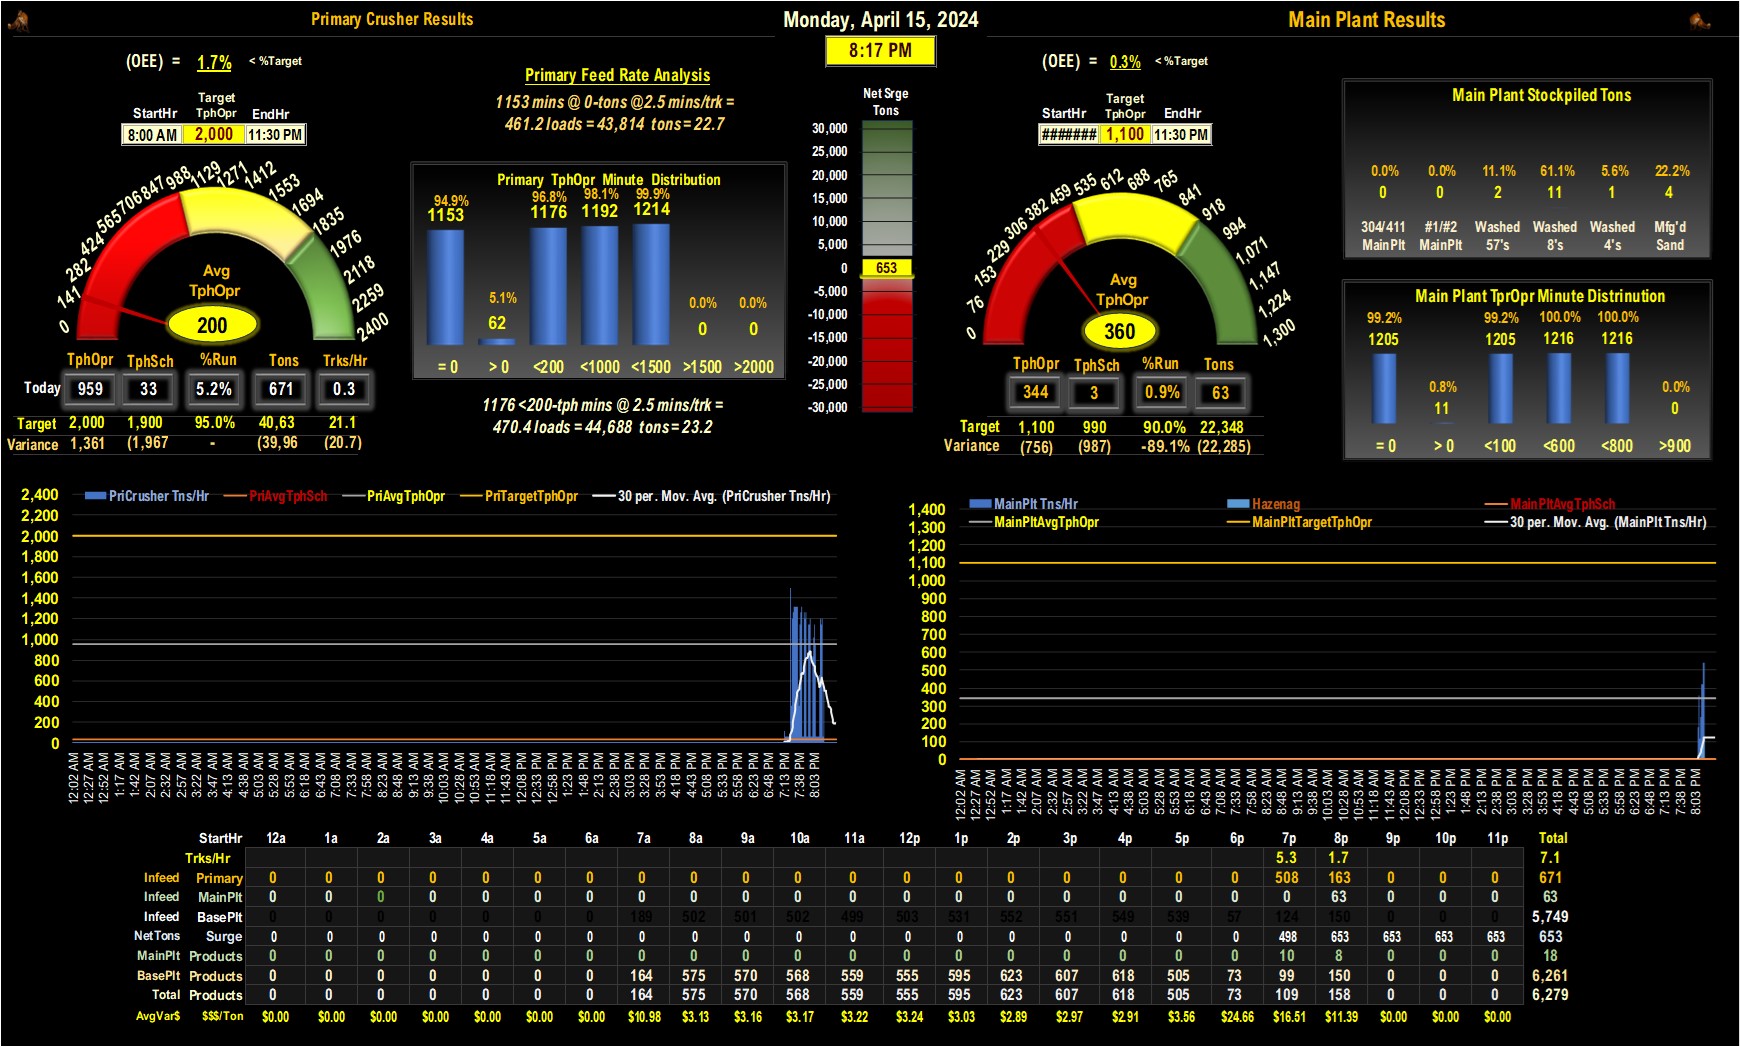 Primary Crusher Results
Monday, April 15, 2024
Main Plant Results
8:17 PM
(OEE) = 1.7% < %Target
StartHr Target TphOpr EndHr
8:00 AM 2,000 11:30 PM
0 141 282 424 565 706 847 988 1129 1271 1412 1553 1694 1835 1976 2118 2259 2400
Avg
TphOpr
200
TphOpr TphSch %Run Tons Trks/Hr
Today 959 33 5.2% 671 0.3
Target 2,000 1,900 95.0% 40,63 21.1
Variance 1,361 (1,967 - (39,96 (20.7)
Primary Feed Rate Analysis
1153 mins @ 0-tons @2.5 mins/trk =
461.2 loads = 43,814 tons = 22.7
Primary TphOpr Minute Distribution
94.9% 5.1% 96.8% 98.1% 99.9% 0.0% 0.0%
1153 62 1176 1192 1214 0 0
= 0 > 0 <200 <1000 <1500 >1500 >2000
1176 <200-tph mins @ 2.5 mins/trk =
470.4 loads = 44,688 tons = 23.2
Net Srge
Tons
30,000
25,000
20,000
15,000
10,000
5,000
0
-5,000
-10,000
-15,000
-20,000
-25,000
-30,000
653
(OEE) = 0.3% < %Target
StartHr Target TphOpr EndHr
####### 1,100 11:30 PM
0 76 153 229 306 382 459 535 612 688 765 841 918 994 1,071 1,147 1,224 1,300
Avg
TphOpr
360
TphOpr TphSch %Run Tons
344 3 0.9% 63
Target 1,100 990 90.0% 22,348
Variance (756) (987) -89.1% (22,285)
Main Plant Stockpiled Tons
0.0% 0.0% 11.1% 61.1% 5.6% 22.2%
0 0 2 11 1 4
304/411 #1/#2 Washed Washed Washed Mfg'd
MainPlt MainPlt 57's 8's 4's Sand
Main Plant TprOpr Minute Distrinution
99.2% 0.8% 99.2% 100.0% 100.0% 0.0%
1205 11 1205 1216 1216 0
= 0 > 0 <100 <600 <800 >900
PriCrusher Tns/Hr PriAvgTphSch PriAvgTphOpr PriTargetTphOpr 30 per. Mov. Avg. (PriCrusher Tns/Hr)
2,400
2,200
2,000
1,800
1,600
1,400
1,200
1,000
800
600
400
200
0
12:02 AM 12:27 AM 12:52 AM 1:17 AM 1:42 AM 2:07 AM 2:32 AM 2:57 AM 3:22 AM 3:47 AM 4:13 AM 4:38 AM 5:03 AM 5:28 AM 5:53 AM 6:18 AM 6:43 AM 7:08 AM 7:33 AM 7:58 AM 8:23 AM 8:48 AM 9:13 AM 9:38 AM 10:03 AM 10:28 AM 10:53 AM 11:18 AM 11:43 AM 12:08 PM 12:33 PM 12:58 PM 1:23 PM 1:48 PM 2:13 PM 2:38 PM 3:03 PM 3:28 PM 3:53 PM 4:18 PM 4:43 PM 5:08 PM 5:33 PM 5:58 PM 6:23 PM 6:48 PM 7:13 PM 7:38 PM 8:03 PM
MainPlt Tns/Hr Hazenag MainPltAvgTphSch
MainPltAvgTphOpr MainPltTargetTphOpr 30 per. Mov. Avg. (MainPlt Tns/Hr)
1,400
1,300
1,200
1,100
1,000
900
800
700
600
500
400
300
200
100
0
12:02 AM 12:27 AM 12:52 AM 1:17 AM 1:42 AM 2:07 AM 2:32 AM 2:57 AM 3:22 AM 3:47 AM 4:13 AM 4:38 AM 5:03 AM 5:28 AM 5:53 AM 6:18 AM 6:43 AM 7:08 AM 7:33 AM 7:58 AM 8:23 AM 8:48 AM 9:13 AM 9:38 AM 10:03 AM 10:28 AM 10:53 AM 11:18 AM 11:43 AM 12:08 PM 12:33 PM 12:58 PM 1:23 PM 1:48 PM 2:13 PM 2:38 PM 3:03 PM 3:28 PM 3:53 PM 4:18 PM 4:43 PM 5:08 PM 5:33 PM 5:58 PM 6:23 PM 6:48 PM 7:13 PM 7:38 PM 8:03 PM
StartHr 12a 1a 2a 3a 4a 5a 6a 7a 8a 9a 10a 11a 12p 1p 2p 3p 4p 5p 6p 7p 8p 9p 10p 11p Total
Trks/Hr 5.3 1.7 7.1
Infeed Primary 0 0 0 0 0 0 0 0 0 0 0 0 0 0 0 0 0 0 0 508 163 0 0 0 671
Infeed MainPlt 0 0 0 0 0 0 0 0 0 0 0 0 0 0 0 0 0 0 0 0 63 0 0 0 63
Infeed BasePlt 0 0 0 0 0 0 0 189 502 501 502 499 503 531 552 551 549 539 57 124 150 0 0 0 5,749
NetTons Surge 0 0 0 0 0 0 0 0 0 0 0 0 0 0 0 0 0 0 0 498 653 653 653 653 653
MainPlt Products 0 0 0 0 0 0 0 0 0 0 0 0 0 0 0 0 0 0 0 10 8 0 0 0 18
BasePlt Products 0 0 0 0 0 0 0 164 575 570 568 559 555 595 623 607 618 505 73 99 150 0 0 0 6,261
Total Products 0 0 0 0 0 0 0 164 575 570 568 559 555 595 623 607 618 505 73 109 158 0 0 0 6,279
AvgVar$ $$$/Ton $0.00 $0.00 $0.00 $0.00 $0.00 $0.00 $0.00 $10.98 $3.13 $3.16 $3.17 $3.22 $3.24 $3.03 $2.89 $2.97 $2.91 $3.56 $24.66 $16.51 $11.39 $0.00 $0.00 $0.00